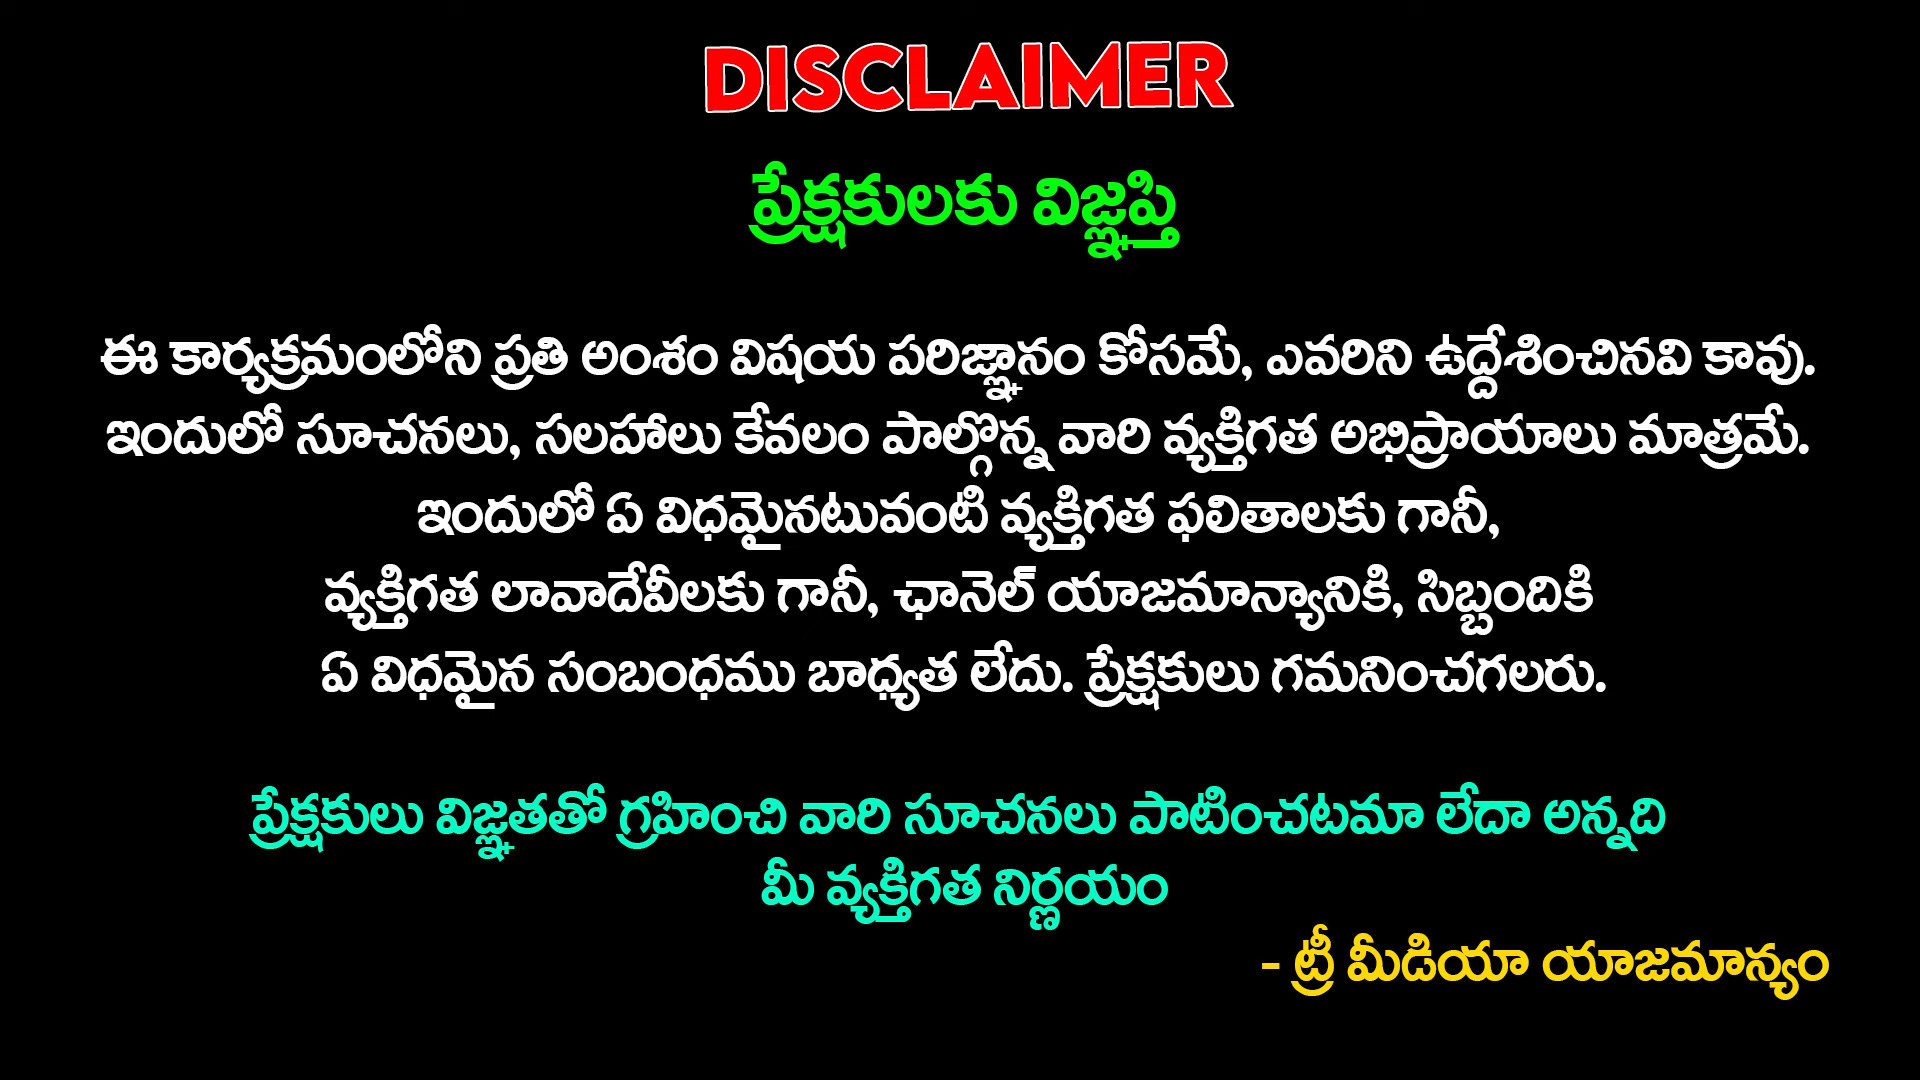 DISCLAIMER
ప్రేక్షకులకు విజ్ఞప్తి
ఈ కార్యక్రమంలోని ప్రతి అంశం విషయ పరిజ్ఞానం కోసమే, ఎవరిని ఉద్దేశించినవి కావు.
ఇందులో సూచనలు, సలహాలు కేవలం పాల్గొన్న వారి వ్యక్తిగత అభిప్రాయాలు మాత్రమే.
ఇందులో ఏ విధమైనటువంటి వ్యక్తిగత ఫలితాలకు గానీ,
వ్యక్తిగత లావాదేవీలకు గానీ, ఛానెల్ యాజమాన్యానికి, సిబ్బందికి
ఏ విధమైన సంబంధము బాధ్యత లేదు. ప్రేక్షకులు గమనించగలరు.
ప్రేక్షకులు విజ్ఞతతో గ్రహించి వారి సూచనలు పాటించటమా లేదా అన్నది
మీ వ్యక్తిగత నిర్ణయం
- ట్రీ మీడియా యాజమాన్యం